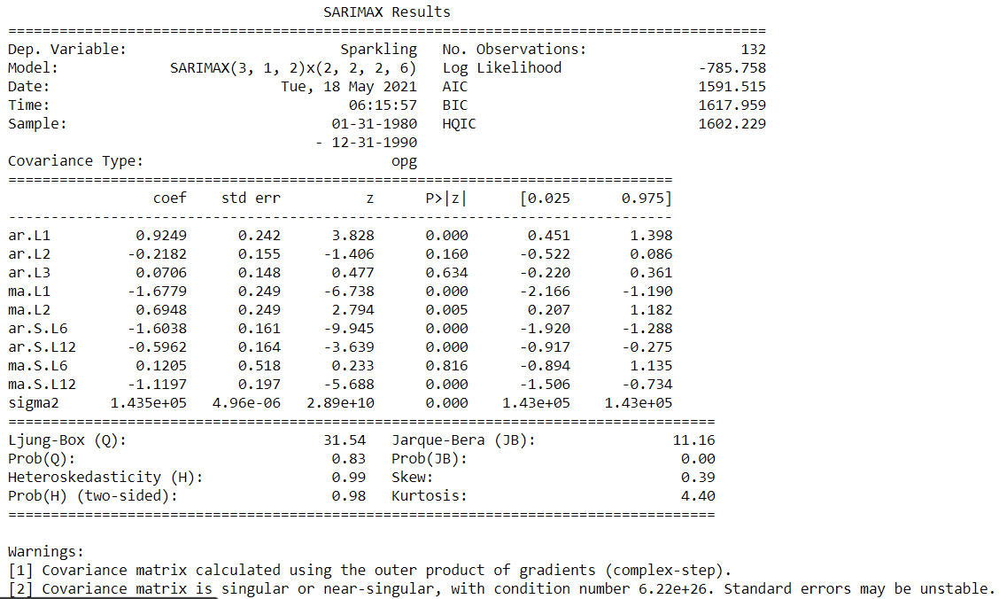 SARIMAX Results
==========================================================================================
Dep. Variable: Sparkling No. Observations: 132
Model: SARIMAX(3, 1, 2)x(2, 2, 2, 6) Log Likelihood -785.758
Date: Tue, 18 May 2021 AIC 1591.515
Time: 06:15:57 BIC 1617.959
Sample: 01-31-1980 HQIC 1602.229
- 12-31-1990
Covariance Type: opg
==============================================================================
coef std err z P>|z| [0.025 0.975]
------------------------------------------------------------------------------
ar.L1 0.9249 0.242 3.828 0.000 0.451 1.398
ar.L2 -0.2182 0.155 -1.406 0.160 -0.522 0.086
ar.L3 0.0706 0.148 0.477 0.634 -0.220 0.361
ma.L1 -1.6779 0.249 -6.738 0.000 -2.166 -1.190
ma.L2 0.6948 0.249 2.794 0.005 0.207 1.182
ar.S.L6 -1.6038 0.161 -9.945 0.000 -1.920 -1.288
ar.S.L12 -0.5962 0.164 -3.639 0.000 -0.917 -0.275
ma.S.L6 0.1205 0.518 0.233 0.816 -0.894 1.135
ma.S.L12 -1.1197 0.197 -5.688 0.000 -1.506 -0.734
sigma2 1.435e+05 4.96e-06 2.89e+10 0.000 1.43e+05 1.43e+05
===================================================================================
Ljung-Box (Q): 31.54 Jarque-Bera (JB): 11.16
Prob(Q): 0.83 Prob(JB): 0.00
Heteroskedasticity (H): 0.99 Skew: 0.39
Prob(H) (two-sided): 0.98 Kurtosis: 4.40
===================================================================================
Warnings:
[1] Covariance matrix calculated using the outer product of gradients (complex-step).
[2] Covariance matrix is singular or near-singular, with condition number 6.22e+26. Standard errors may be unstable.